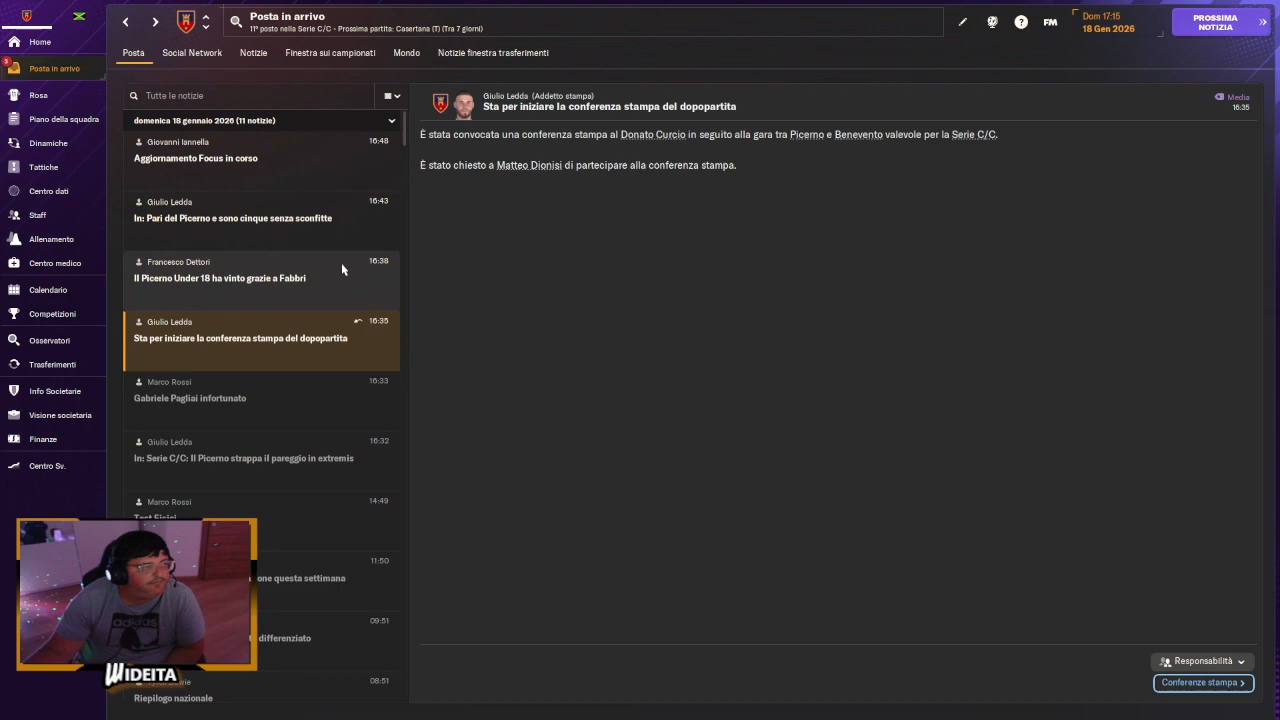 Posta in arrivo
11° posto nella Serie C/C - Prossima partita: Casertana (T) (Tra 7 giorni)
FM
Dom 17:15
18 Gen 2026
PROSSIMA
NOTIZIA
Posta
Social Network
Notizie
Finestra sui campionati
Mondo
Notizie finestra trasferimenti
Home
3
Posta in arrivo
Rosa
Piano della squadra
Dinamiche
Tattiche
Centro dati
Staff
Allenamento
Centro medico
Calendario
Competizioni
Osservatori
Trasferimenti
Info Societarie
Visione societaria
Finanze
Centro Sv.
Tutte le notizie
domenica 18 gennaio 2026 (11 notizie)
Giovanni Iannella
16:48
Aggiornamento Focus in corso
Giulio Ledda
16:43
In: Pari del Picerno e sono cinque senza sconfitte
Francesco Dettori
16:38
Il Picerno Under 18 ha vinto grazie a Fabbri
Giulio Ledda
16:35
Sta per iniziare la conferenza stampa del dopopartita
Marco Rossi
16:33
Gabriele Pagliai infortunato
Giulio Ledda
16:32
In: Serie C/C: Il Picerno strappa il pareggio in extremis
Marco Rossi
14:49
Test Fisici
11:50
questa settimana
09:51
differenziato
08:51
Riepilogo nazionale
Giulio Ledda (Addetto stampa)
Sta per iniziare la conferenza stampa del dopopartita
Media
16:35
È stata convocata una conferenza stampa al Donato Curcio in seguito alla gara tra Picerno e Benevento valevole per la Serie C/C.
È stato chiesto a Matteo Dionisi di partecipare alla conferenza stampa.
Responsabilità
Conferenze stampa
adidas
WIDEITA